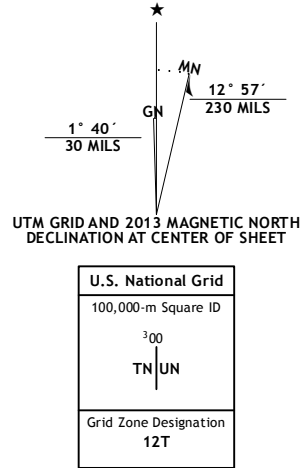 ★
MN
GN
1° 40´
30 MILS
12° 57´
230 MILS
UTM GRID AND 2013 MAGNETIC NORTH
DECLINATION AT CENTER OF SHEET
U.S. National Grid
100,000-m Square ID
³00
TN UN
Grid Zone Designation
12T